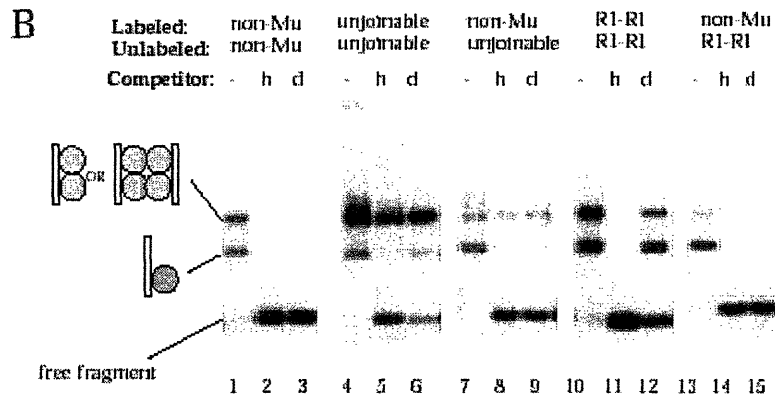 B
Labeled: non-Mu unjoinable non-Mu R1-R1 non-Mu
Unlabeled: non-Mu unjoinable unjoinable R1-R1 R1-R1
Competitor: - h d - h d - h d - h d - h d
OR
free fragment
1 2 3 4 5 6 7 8 9 10 11 12 13 14 15